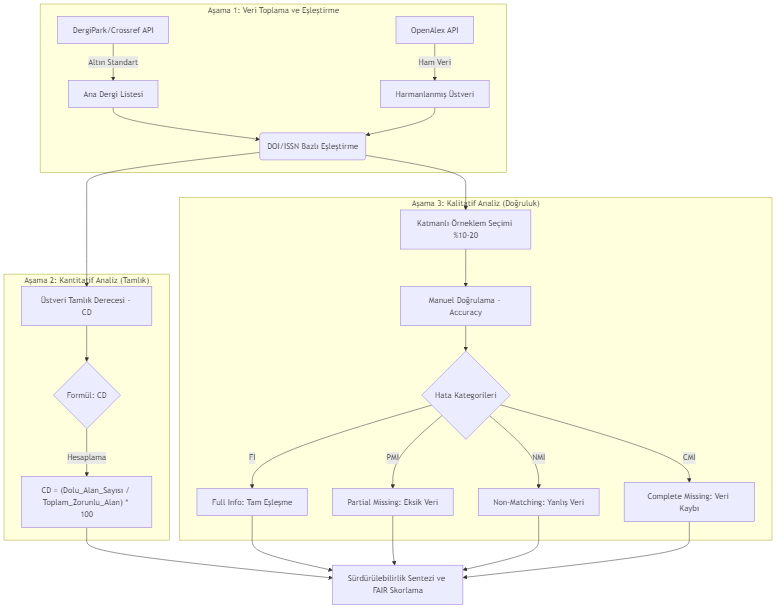 Aşama 1: Veri Toplama ve Eşleştirme
DergiPark/Crossref API
OpenAlex API
Altın Standart
Ham Veri
Ana Dergi Listesi
Harmanlanmış Üstveri
DOI/ISSN Bazlı Eşleştirme
Aşama 3: Kalitatif Analiz (Doğruluk)
Katmanlı Örneklem Seçimi
%10-20
Aşama 2: Kantitatif Analiz (Tamlık)
Üstveri Tamlık Derecesi -
CD
Manuel Doğrulama -
Accuracy
Formül: CD
Hata Kategorileri
Hesaplama
FI
PMI
NMI
CMI
CD = (Dolu_Alan_Sayısı /
Toplam_Zorunlu_Alan) *
100
Full Info: Tam Eşleşme
Partial Missing: Eksik Veri
Non-Matching: Yanlış Veri
Complete Missing: Veri
Kaybı
Sürdürülebilirlik Sentezi ve
FAIR Skorlama